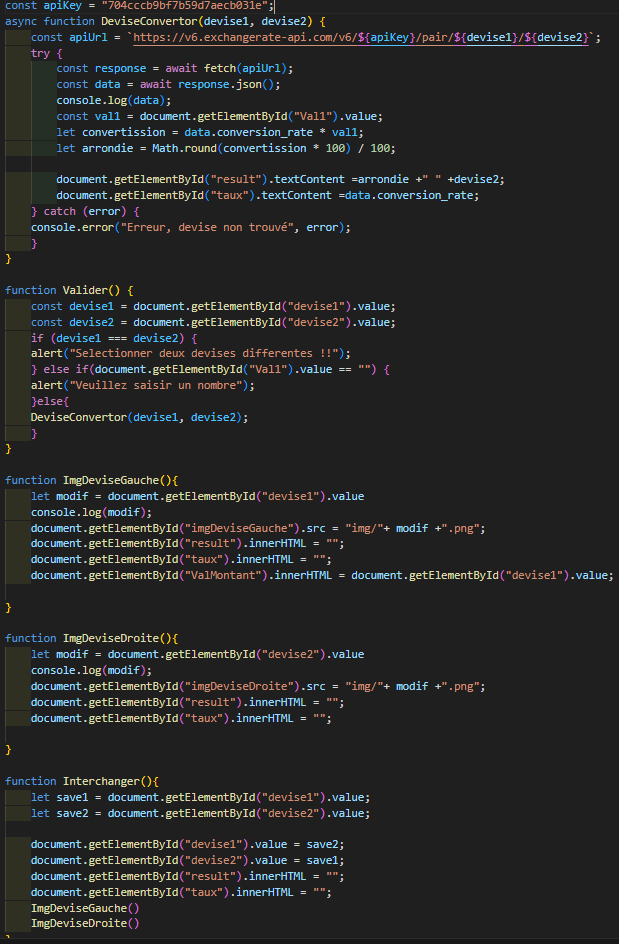 const apiKey = "704cccb9bf7b59d7aecb031e";
async function DeviseConvertor(devise1, devise2) {
    const apiUrl = `https://v6.exchangerate-api.com/v6/${apiKey}/pair/${devise1}/${devise2}`;
    try {
        const response = await fetch(apiUrl);
        const data = await response.json();
        console.log(data);
        const val1 = document.getElementById("Val1").value;
        let convertission = data.conversion_rate * val1;
        let arrondie = Math.round(convertission * 100) / 100;

        document.getElementById("result").textContent =arrondie +" " +devise2;
        document.getElementById("taux").textContent =data.conversion_rate;
    } catch (error) {
    console.error("Erreur, devise non trouvé", error);
    }
}

function Valider() {
    const devise1 = document.getElementById("devise1").value;
    const devise2 = document.getElementById("devise2").value;
    if (devise1 === devise2) {
    alert("Selectionner deux devises differentes !!");
    } else if(document.getElementById("Val1").value == "") {
    alert("Veuillez saisir un nombre");
    }else{
    DeviseConvertor(devise1, devise2);
    }
}

function ImgDeviseGauche(){
    let modif = document.getElementById("devise1").value
    console.log(modif);
    document.getElementById("imgDeviseGauche").src = "img/"+ modif +".png";
    document.getElementById("result").innerHTML = "";
    document.getElementById("taux").innerHTML = "";
    document.getElementById("ValMontant").innerHTML = document.getElementById("devise1").value;

}

function ImgDeviseDroite(){
    let modif = document.getElementById("devise2").value
    console.log(modif);
    document.getElementById("imgDeviseDroite").src = "img/"+ modif +".png";
    document.getElementById("result").innerHTML = "";
    document.getElementById("taux").innerHTML = "";

}

function Interchanger(){
    let save1 = document.getElementById("devise1").value;
    let save2 = document.getElementById("devise2").value;

    document.getElementById("devise1").value = save2;
    document.getElementById("devise2").value = save1;
    document.getElementById("result").innerHTML = "";
    document.getElementById("taux").innerHTML = "";
    ImgDeviseGauche()
    ImgDeviseDroite()
}